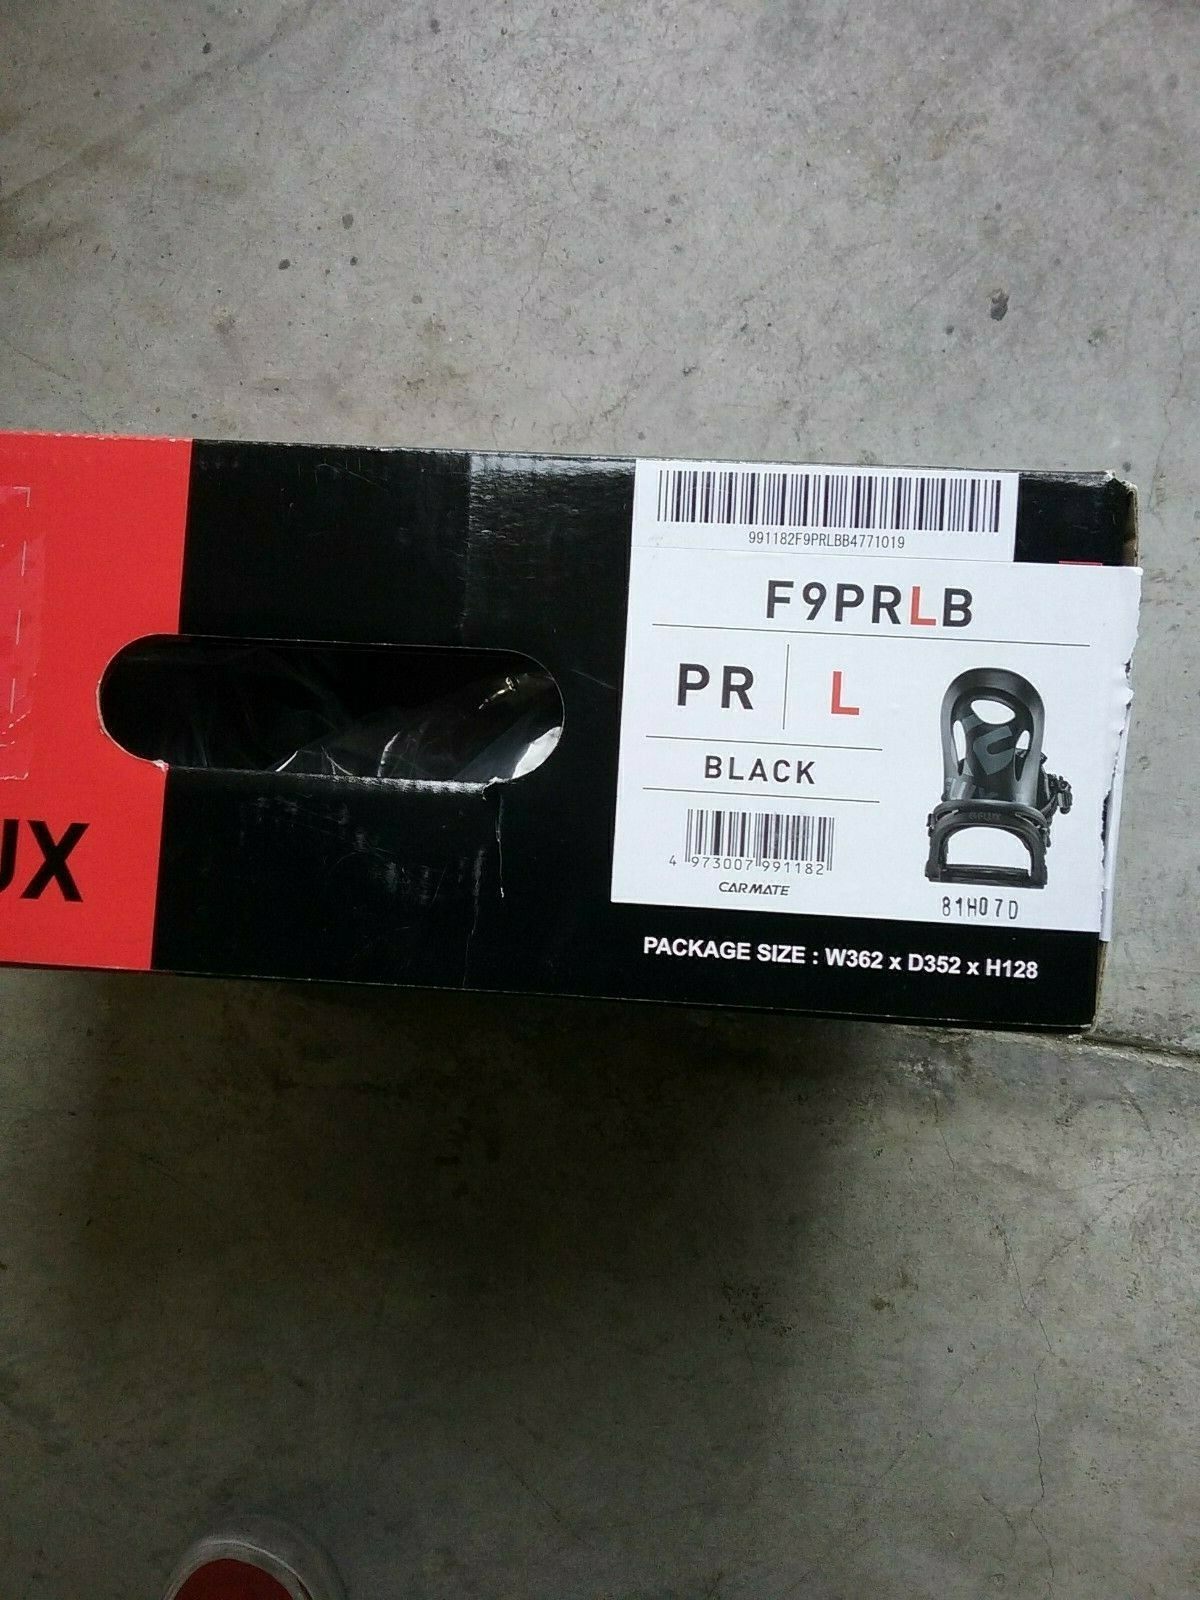 991182F9PRLBB4771019
F9PRLB
PR L
BLACK
4 973007 991182
CARMATE
81H07D
PACKAGE SIZE : W362 x D352 x H128
UX